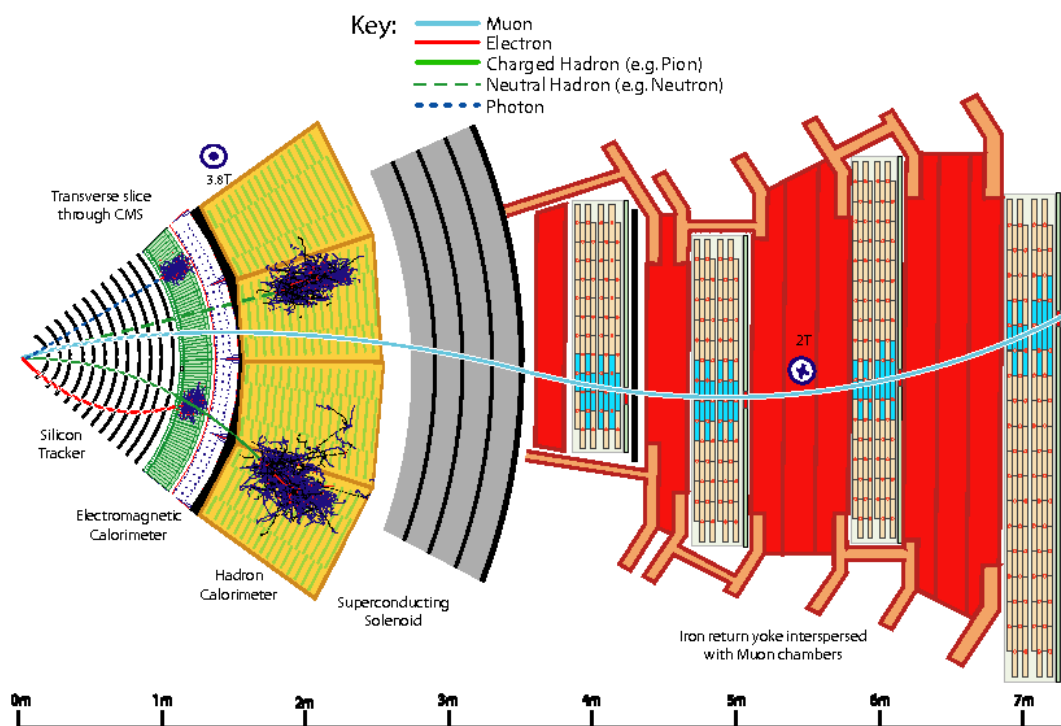 Key:
Muon
Electron
Charged Hadron (e.g. Pion)
Neutral Hadron (e.g. Neutron)
Photon
3.8T
Transverse slice
through CMS
2T
Silicon
Tracker
Electromagnetic
Calorimeter
Hadron
Calorimeter
Superconducting
Solenoid
Iron return yoke interspersed
with Muon chambers
0m 1m 2m 3m 4m 5m 6m 7m